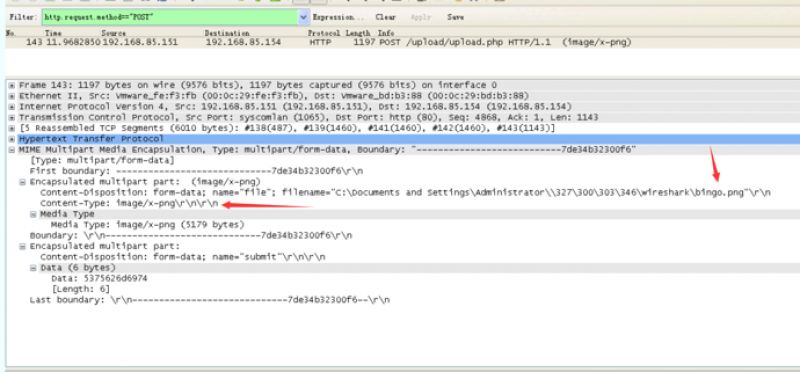 Filter: http.request.method=="POST" Expression... Clear Apply Save
No. Time Source Destination Protocol Length Info
143 11.9682850 192.168.85.151 192.168.85.154 HTTP 1197 POST /upload/upload.php HTTP/1.1 (image/x-png)
Frame 143: 1197 bytes on wire (9576 bits), 1197 bytes captured (9576 bits) on interface 0
Ethernet II, Src: Vmware_fe:f3:fb (00:0c:29:fe:f3:fb), Dst: Vmware_bd:b3:88 (00:0c:29:bd:b3:88)
Internet Protocol Version 4, Src: 192.168.85.151 (192.168.85.151), Dst: 192.168.85.154 (192.168.85.154)
Transmission Control Protocol, Src Port: syscomlan (1065), Dst Port: http (80), Seq: 4868, Ack: 1, Len: 1143
[5 Reassembled TCP Segments (6010 bytes): #138(487), #139(1460), #141(1460), #142(1460), #143(1143)]
Hypertext Transfer Protocol
MIME Multipart Media Encapsulation, Type: multipart/form-data, Boundary: "---------------------------7de34b32300f6"
[Type: multipart/form-data]
First boundary: -----------------------------7de34b32300f6\r\n
Encapsulated multipart part: (image/x-png)
Content-Disposition: form-data; name="file"; filename="C:\Documents and Settings\Administrator\\327\300\303\346\wireshark\bingo.png"\r\n
Content-Type: image/x-png\r\n\r\n
Media Type
Media Type: image/x-png (5179 bytes)
Boundary: \r\n-----------------------------7de34b32300f6\r\n
Encapsulated multipart part:
Content-Disposition: form-data; name="submit"\r\n\r\n
Data (6 bytes)
Data: 5375626d6974
[Length: 6]
Last boundary: \r\n-----------------------------7de34b32300f6--\r\n